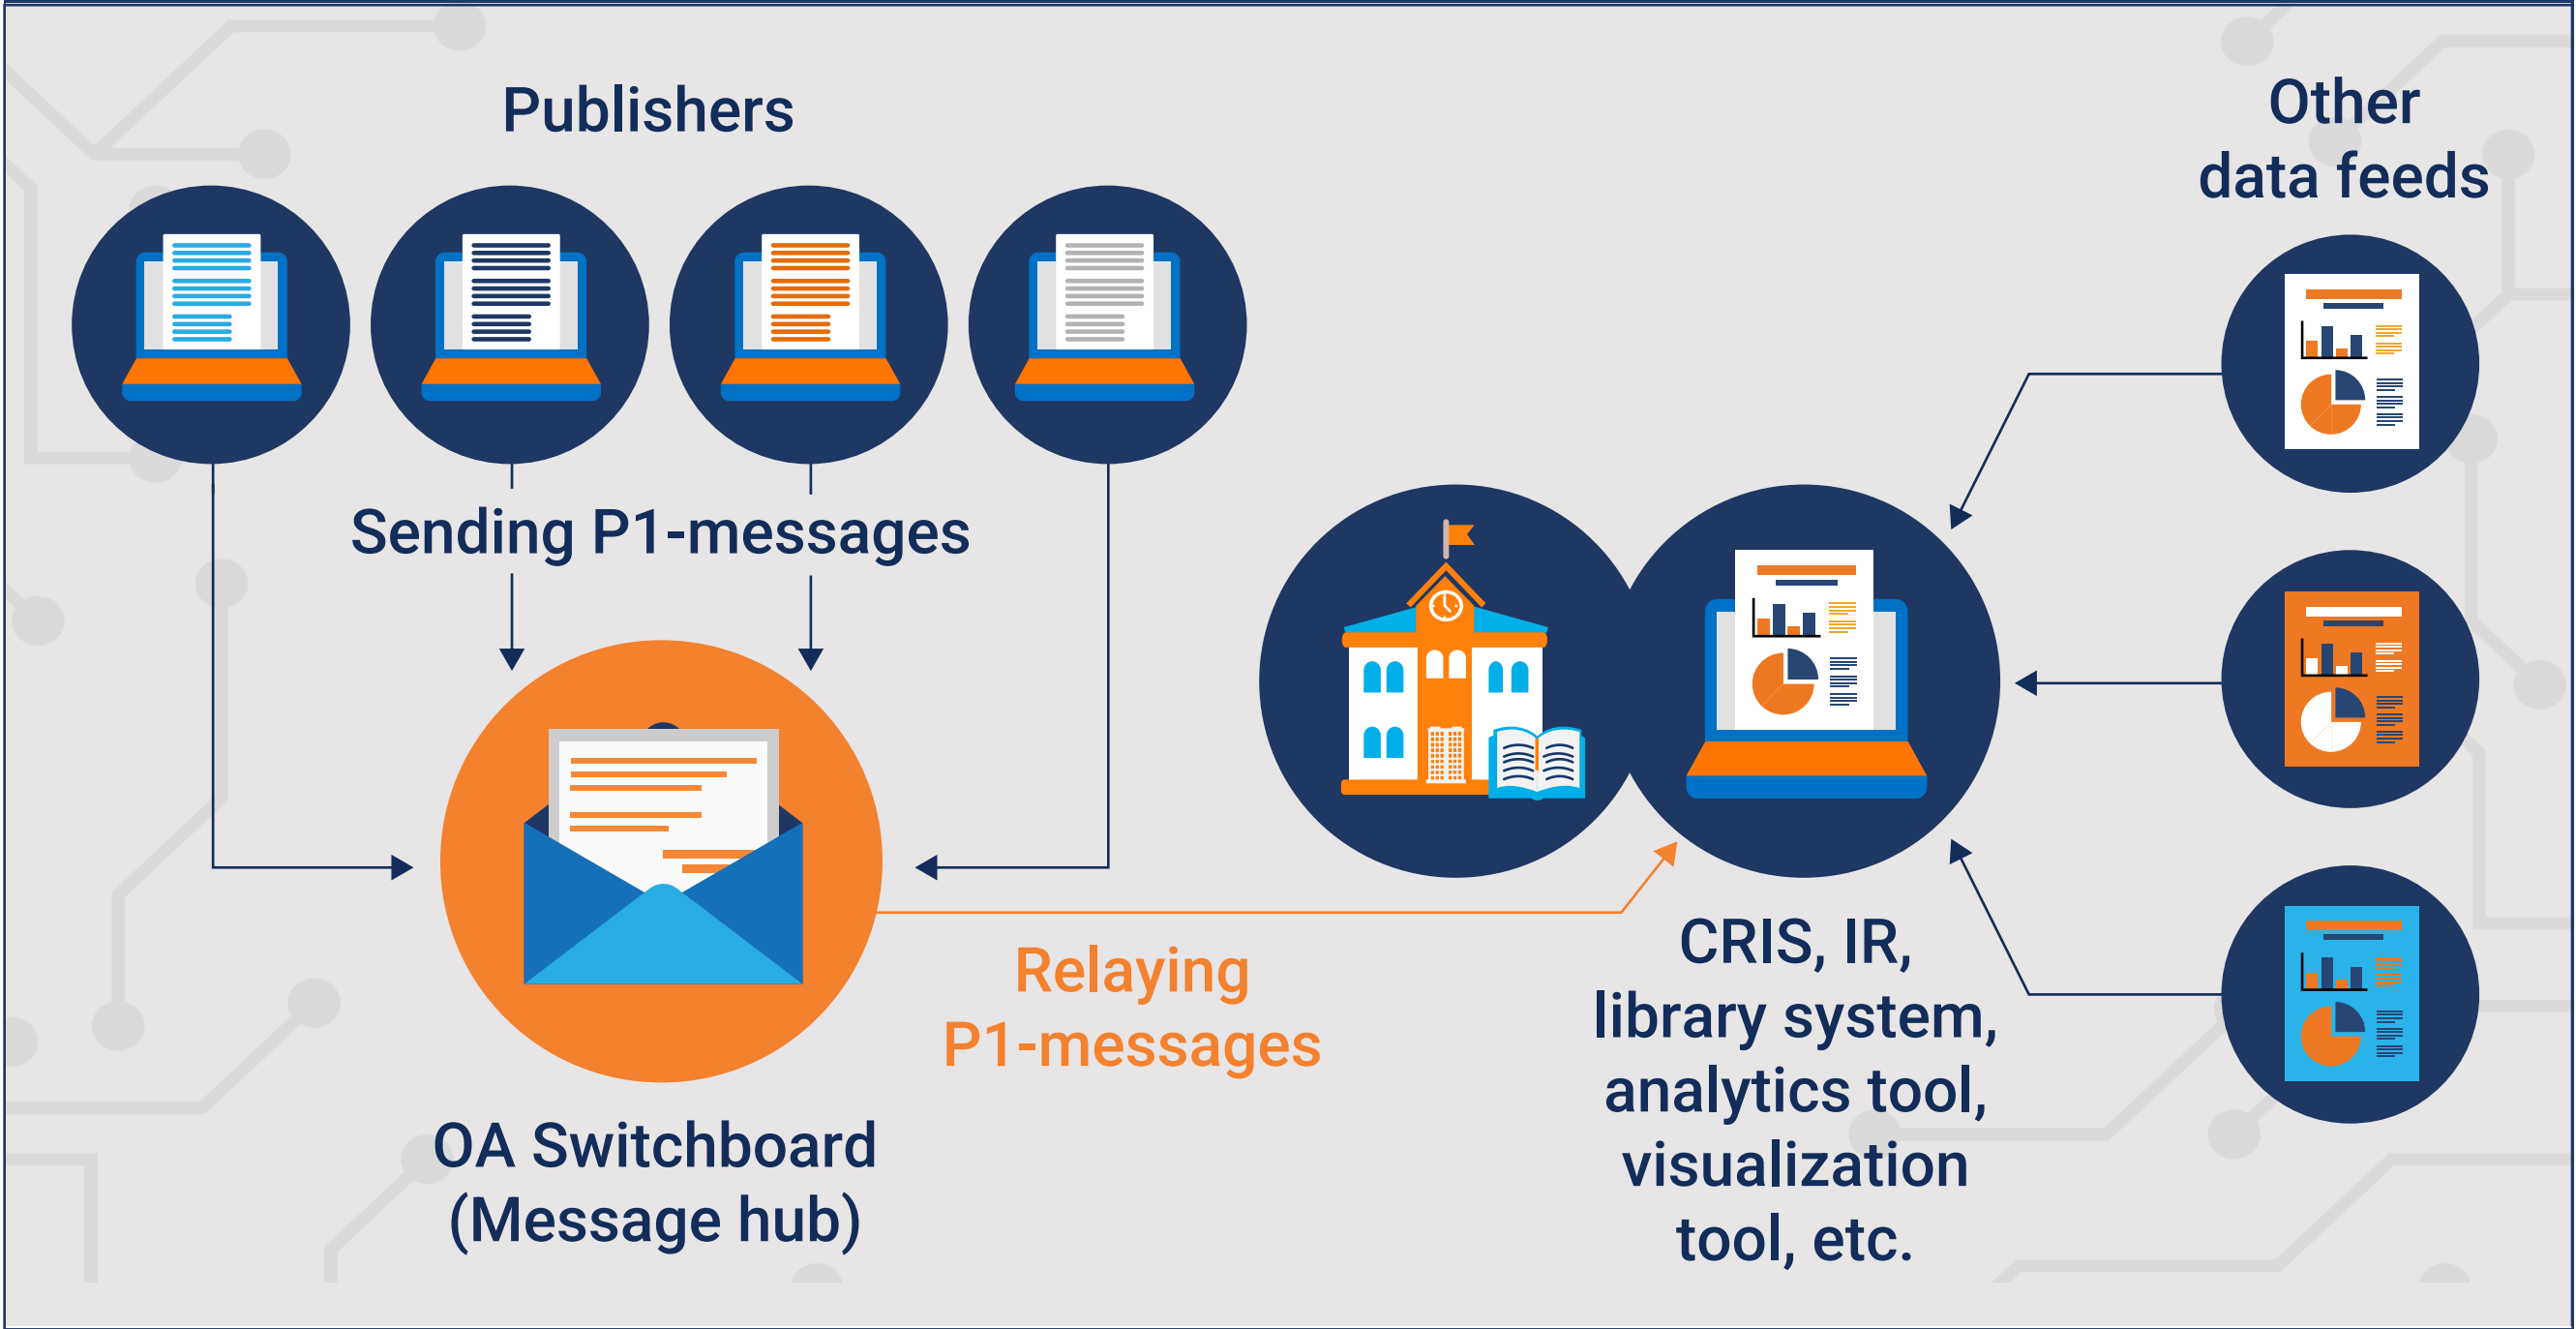 Publishers
Other
data feeds
Sending P1-messages
Relaying
P1-messages
OA Switchboard
(Message hub)
CRIS, IR,
library system,
analytics tool,
visualization
tool, etc.